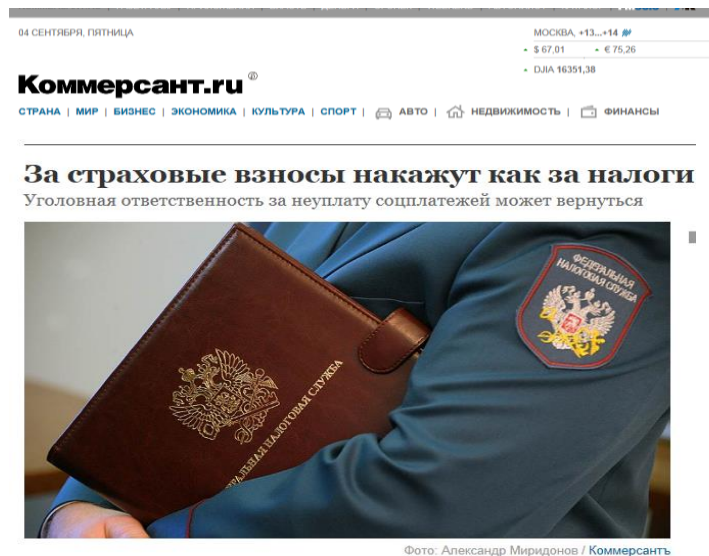 04 СЕНТЯБРЯ, ПЯТНИЦА
МОСКВА, +13...+14
$ 67,01 € 75,26
DJIA 16351,38
Коммерсант.ru
СТРАНА | МИР | БИЗНЕС | ЭКОНОМИКА | КУЛЬТУРА | СПОРТ | АВТО | НЕДВИЖИМОСТЬ | ФИНАНСЫ
За страховые взносы накажут как за налоги
Уголовная ответственность за неуплату соцплатежей может вернуться
ФЕДЕРАЛЬНАЯ
НАЛОГОВАЯ СЛУЖБА
НАЛОГОВАЯ СЛУЖБА
Фото: Александр Миридонов / Коммерсантъ